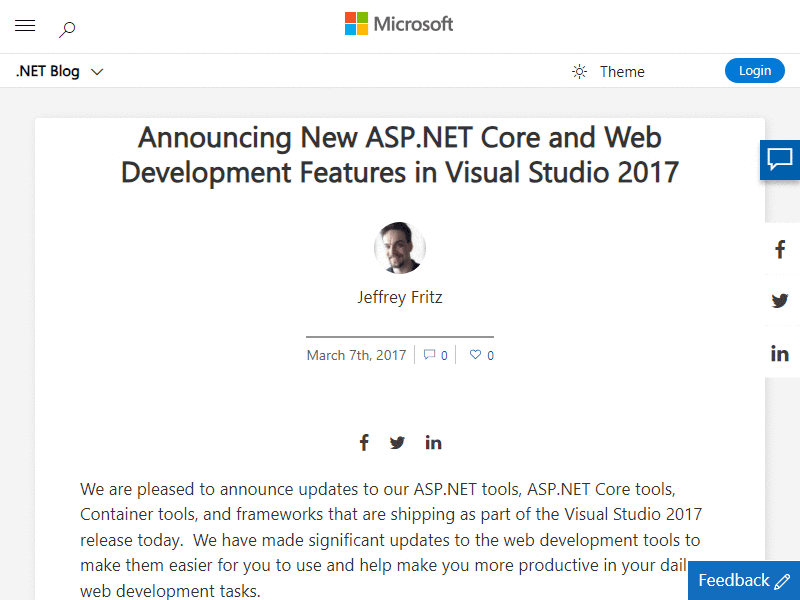 Microsoft
.NET Blog
Theme
Login
Announcing New ASP.NET Core and Web
Development Features in Visual Studio 2017
Jeffrey Fritz
March 7th, 2017
0
0
We are pleased to announce updates to our ASP.NET tools, ASP.NET Core tools,
Container tools, and frameworks that are shipping as part of the Visual Studio 2017
release today.  We have made significant updates to the web development tools to
make them easier for you to use and help make you more productive in your dail
web development tasks.
Feedback